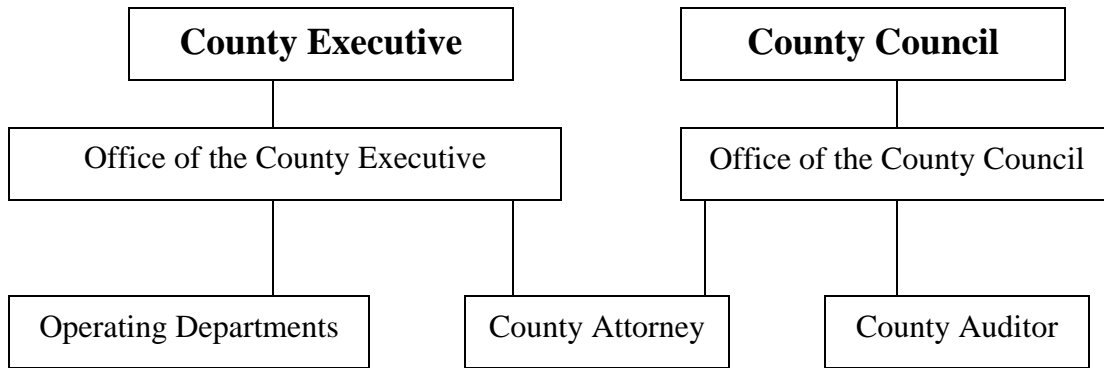 County Executive
County Council
Office of the County Executive
Office of the County Council
Operating Departments
County Attorney
County Auditor